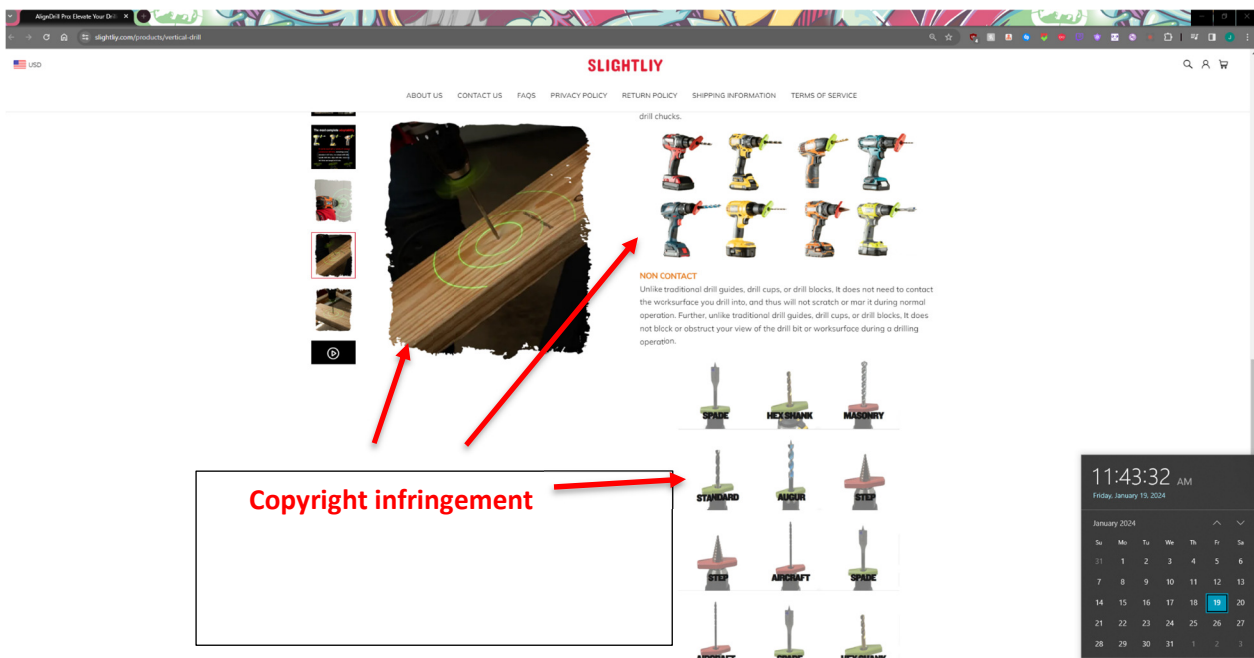 AlignDrill Pro: Elevate Your Dril
slightliy.com/products/vertical-drill
USD
SLIGHTLIY
ABOUT US CONTACT US FAQS PRIVACY POLICY RETURN POLICY SHIPPING INFORMATION TERMS OF SERVICE
drill chucks.
NON CONTACT
Unlike traditional drill guides, drill cups, or drill blocks, It does not need to contact
the worksurface you drill into, and thus will not scratch or mar it during normal
operation. Further, unlike traditional drill guides, drill cups, or drill blocks, It does
not block or obstruct your view of the drill bit or worksurface during a drilling
operation.
SPADE HEX SHANK MASONRY
STANDARD AUGUR STEP
STEP AIRCRAFT SPADE
AIRCRAFT SPADE HEX SHANK
Copyright infringement
11:43:32 AM
Friday, January 19, 2024
January 2024
Su Mo Tu We Th Fr Sa
31 1 2 3 4 5 6
7 8 9 10 11 12 13
14 15 16 17 18 19 20
21 22 23 24 25 26 27
28 29 30 31 1 2 3